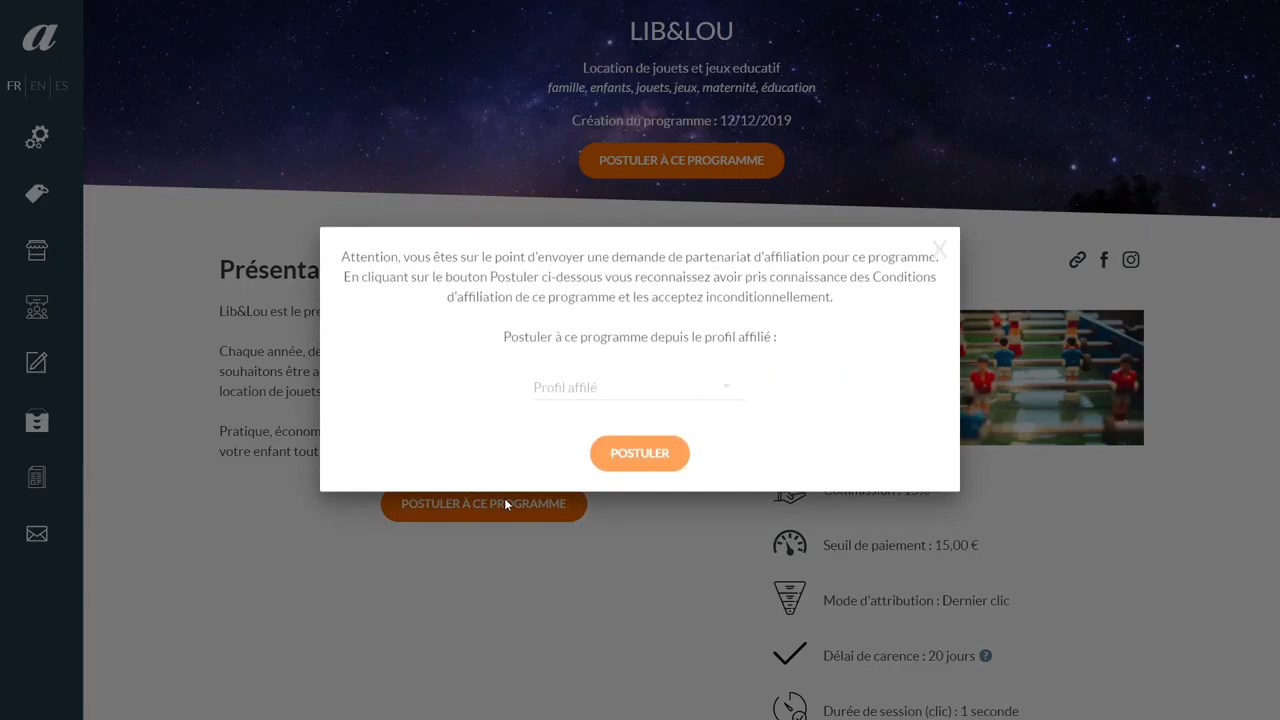 a
FR EN ES
LIB&LOU
Location de jouets et jeux educatif
famille, enfants, jouets, jeux, maternité, éducation
Création du programme : 12/12/2019
POSTULER À CE PROGRAMME
Présenta
Lib&Lou est le pre
Chaque année, de
souhaitons être a
location de jouets
Pratique, économ
votre enfant tout
POSTULER À CE PROGRAMME
X
Attention, vous êtes sur le point d'envoyer une demande de partenariat d'affiliation pour ce programme.
En cliquant sur le bouton Postuler ci-dessous vous reconnaissez avoir pris connaissance des Conditions
d'affiliation de ce programme et les acceptez inconditionnellement.
Postuler à ce programme depuis le profil affilié :
Profil affilé
POSTULER
Commission : 15%
Seuil de paiement : 15,00 €
Mode d'attribution : Dernier clic
Délai de carence : 20 jours ?
Durée de session (clic) : 1 seconde